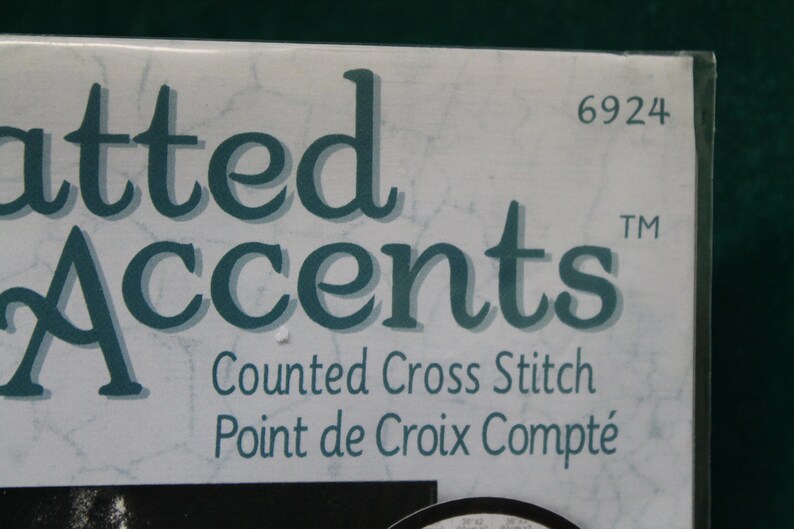 6924
atted
Accents™
Counted Cross Stitch
Point de Croix Compté